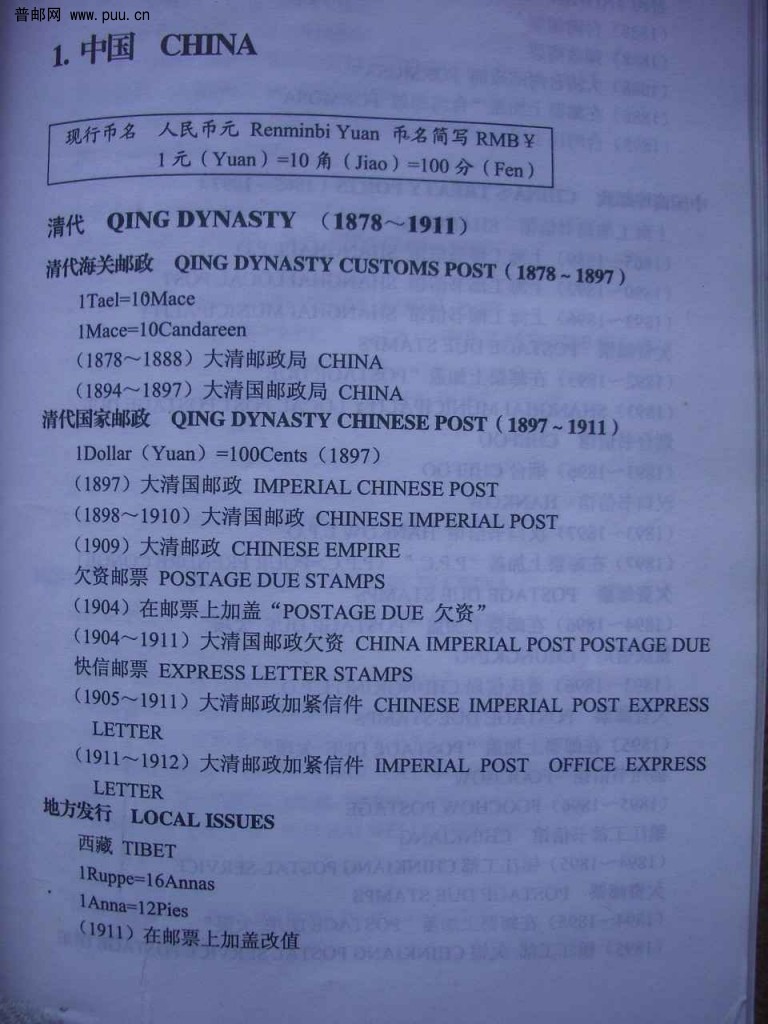 普邮网 www.puu.cn
1. 中国 CHINA
现行币名 人民币元 Renminbi Yuan 币名简写 RMB￥
1元（Yuan）=10角（Jiao）=100分（Fen）
清代 QING DYNASTY （1878～1911）
清代海关邮政 QING DYNASTY CUSTOMS POST（1878～1897）
1Tael=10Mace
1Mace=10Candareen
（1878～1888）大清邮政局 CHINA
（1894～1897）大清国邮政局 CHINA
清代国家邮政 QING DYNASTY CHINESE POST（1897～1911）
1Dollar（Yuan）=100Cents（1897）
（1897）大清国邮政 IMPERIAL CHINESE POST
（1898～1910）大清国邮政 CHINESE IMPERIAL POST
（1909）大清邮政 CHINESE EMPIRE
欠资邮票 POSTAGE DUE STAMPS
（1904）在邮票上加盖“POSTAGE DUE 欠资”
（1904～1911）大清国邮政欠资 CHINA IMPERIAL POST POSTAGE DUE
快信邮票 EXPRESS LETTER STAMPS
（1905～1911）大清邮政加紧信件 CHINESE IMPERIAL POST EXPRESS
LETTER
（1911～1912）大清邮政加紧信件 IMPERIAL POST OFFICE EXPRESS
LETTER
地方发行 LOCAL ISSUES
西藏 TIBET
1Ruppe=16Annas
1Anna=12Pies
（1911）在邮票上加盖改值